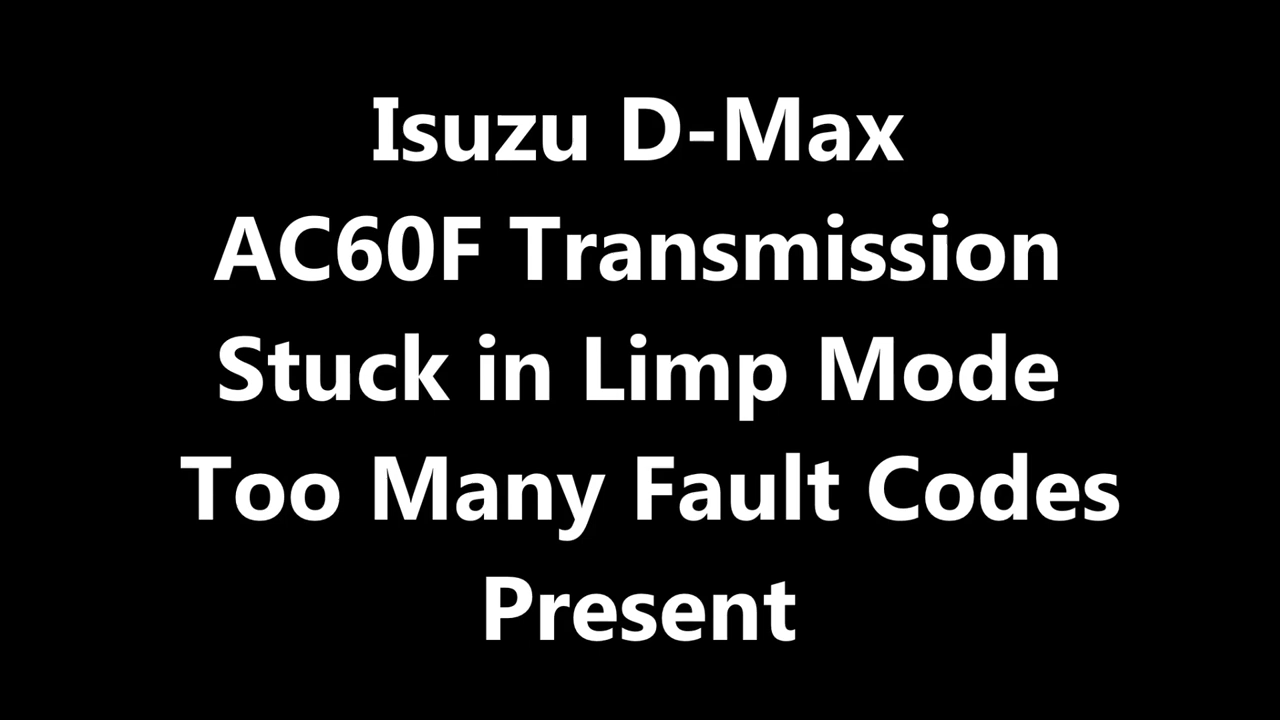 Isuzu D-Max
AC60F Transmission
Stuck in Limp Mode
Too Many Fault Codes
Present